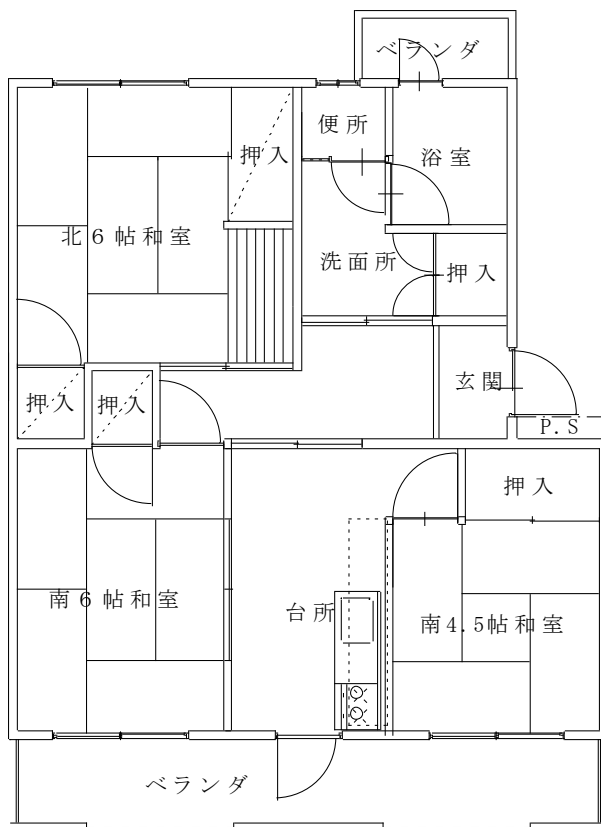 ベランダ
便所
浴室
押入
北6帖和室
洗面所
押入
玄関
押入
押入
P.S
押入
南6帖和室
台所
南4.5帖和室
ベランダ